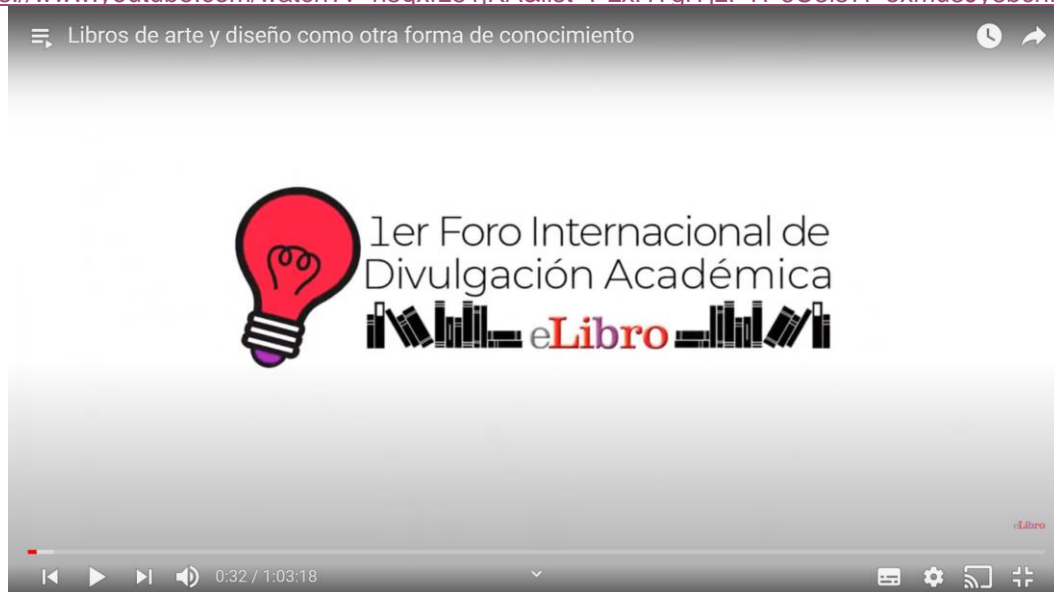 Libros de arte y diseño como otra forma de conocimiento
1er Foro Internacional de
Divulgación Académica
eLibro
eLibro
0:32 / 1:03:18